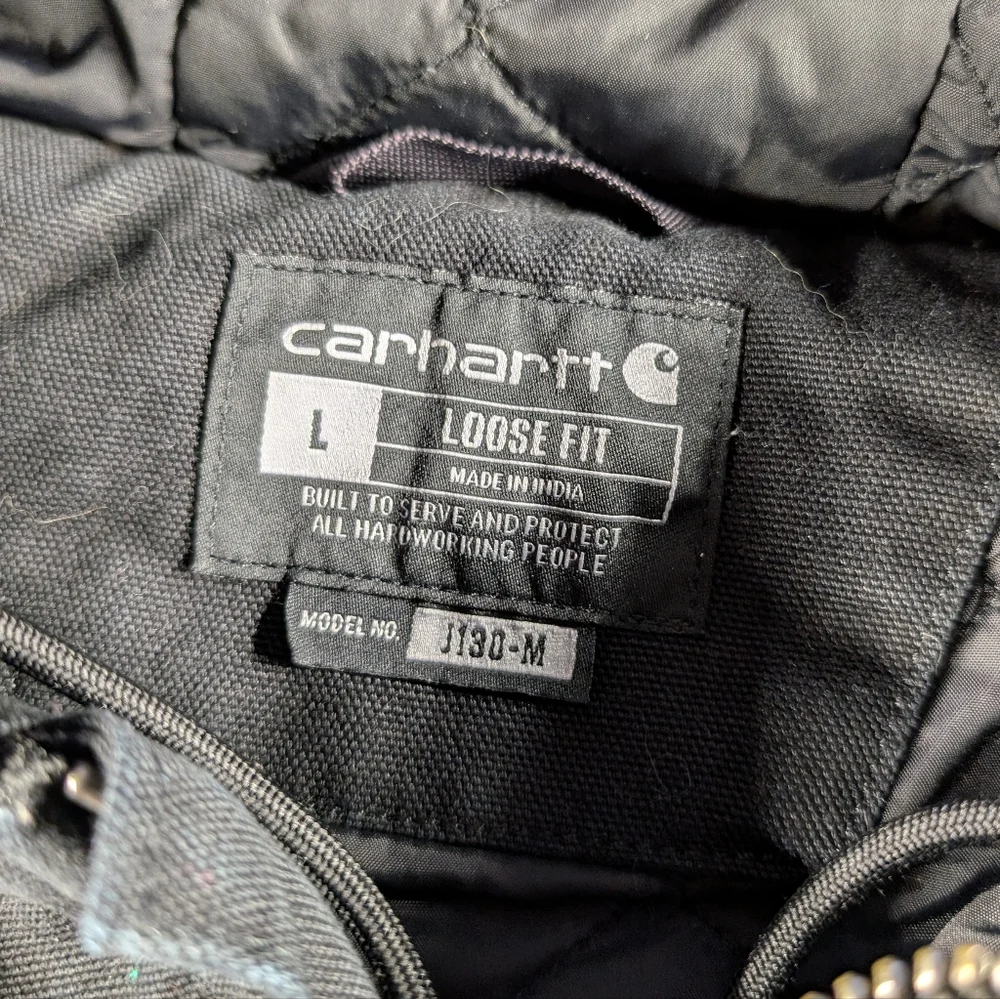 carhartt
L
LOOSE FIT
MADE IN INDIA
BUILT TO SERVE AND PROTECT
ALL HARDWORKING PEOPLE
MODEL NO. J130-M